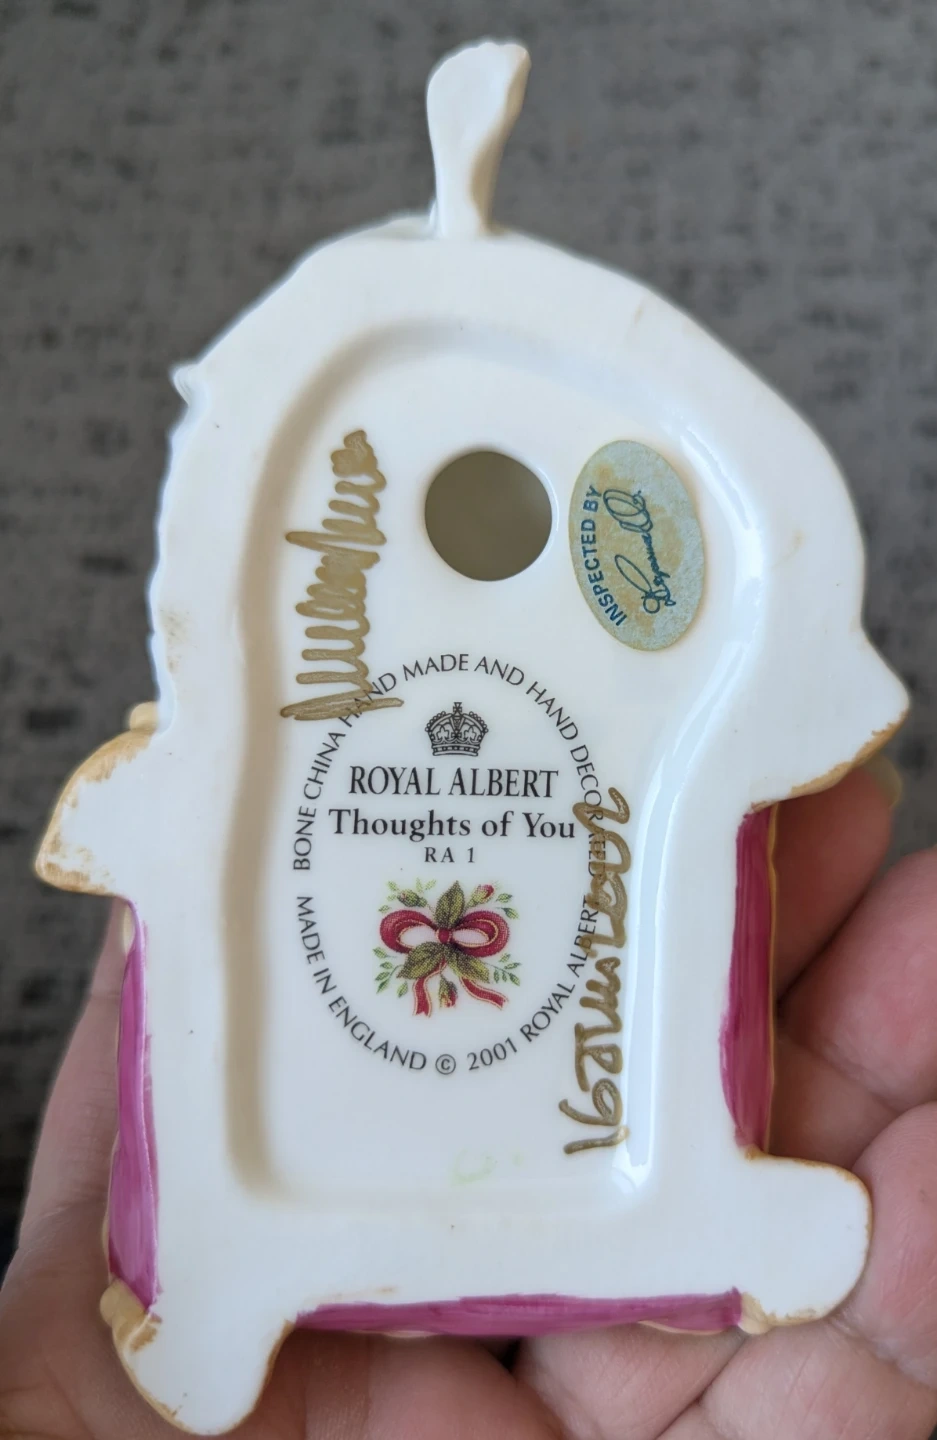 INSPECTED BY
BONE CHINA HAND MADE AND HAND DECORATED
ROYAL ALBERT
Thoughts of You
RA 1
MADE IN ENGLAND © 2001 ROYAL ALBERT